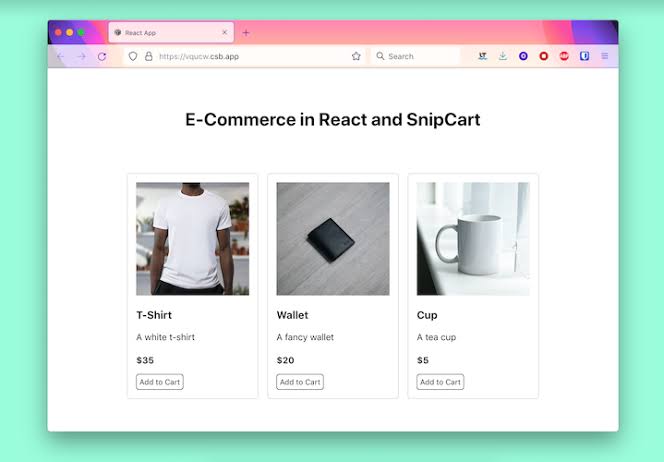 React App
https://vqucw.csb.app
Search
E-Commerce in React and SnipCart
T-Shirt
A white t-shirt
$35
Add to Cart
Wallet
A fancy wallet
$20
Add to Cart
Cup
A tea cup
$5
Add to Cart